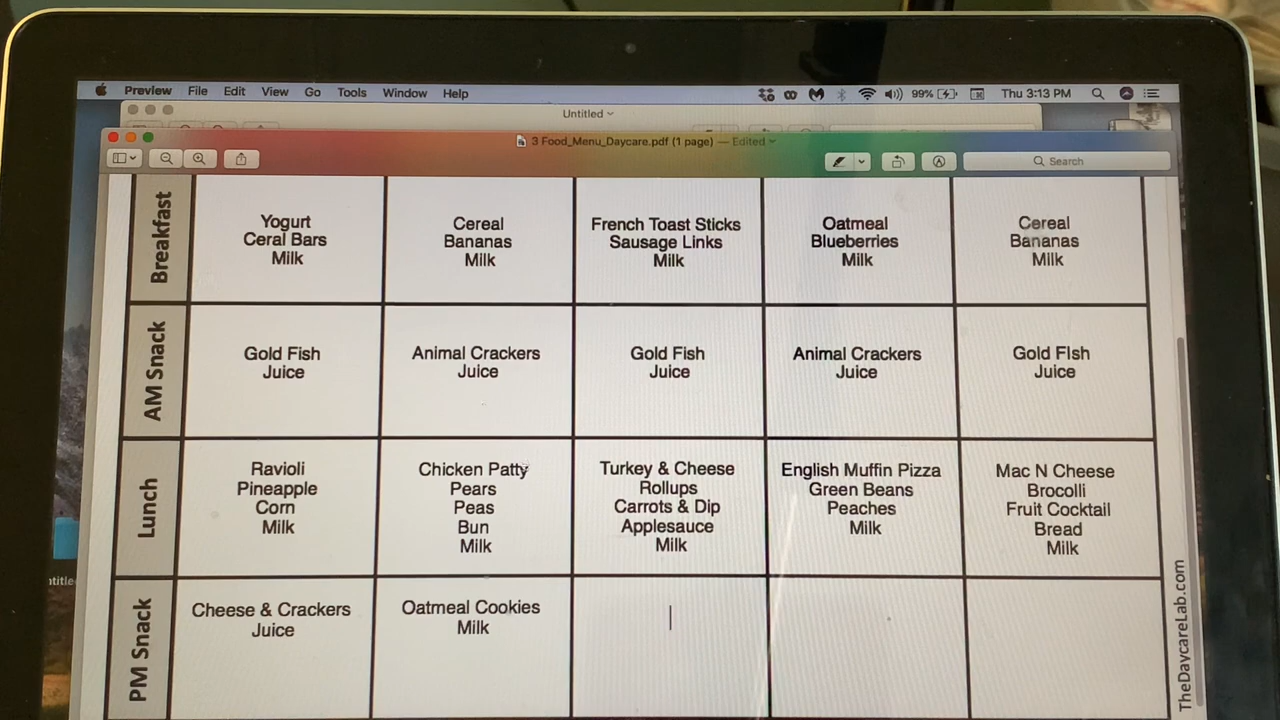 Preview File Edit View Go Tools Window Help 99% Thu 3:13 PM
Untitled
3 Food_Menu_Daycare.pdf (1 page) — Edited
Search
Breakfast
Yogurt
Ceral Bars
Milk
Cereal
Bananas
Milk
French Toast Sticks
Sausage Links
Milk
Oatmeal
Blueberries
Milk
Cereal
Bananas
Milk
AM Snack
Gold Fish
Juice
Animal Crackers
Juice
Gold Fish
Juice
Animal Crackers
Juice
Gold FIsh
Juice
Lunch
Ravioli
Pineapple
Corn
Milk
Chicken Patty
Pears
Peas
Bun
Milk
Turkey & Cheese
Rollups
Carrots & Dip
Applesauce
Milk
English Muffin Pizza
Green Beans
Peaches
Milk
Mac N Cheese
Brocolli
Fruit Cocktail
Bread
Milk
PM Snack
Cheese & Crackers
Juice
Oatmeal Cookies
Milk
TheDaycareLab.com